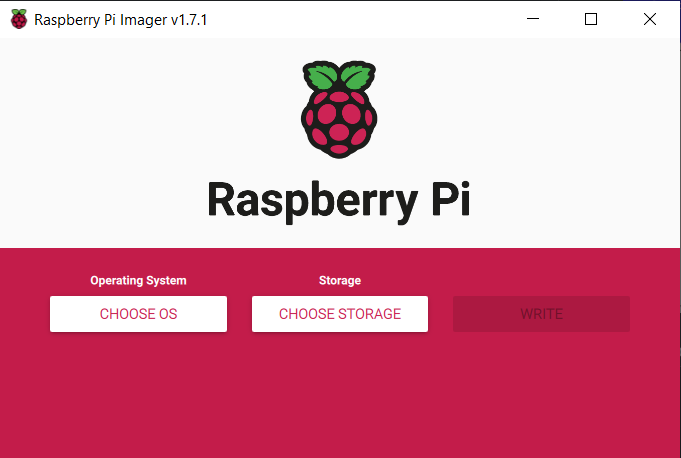 Raspberry Pi Imager v1.7.1
Raspberry Pi
Operating System
Storage
CHOOSE OS
CHOOSE STORAGE
WRITE